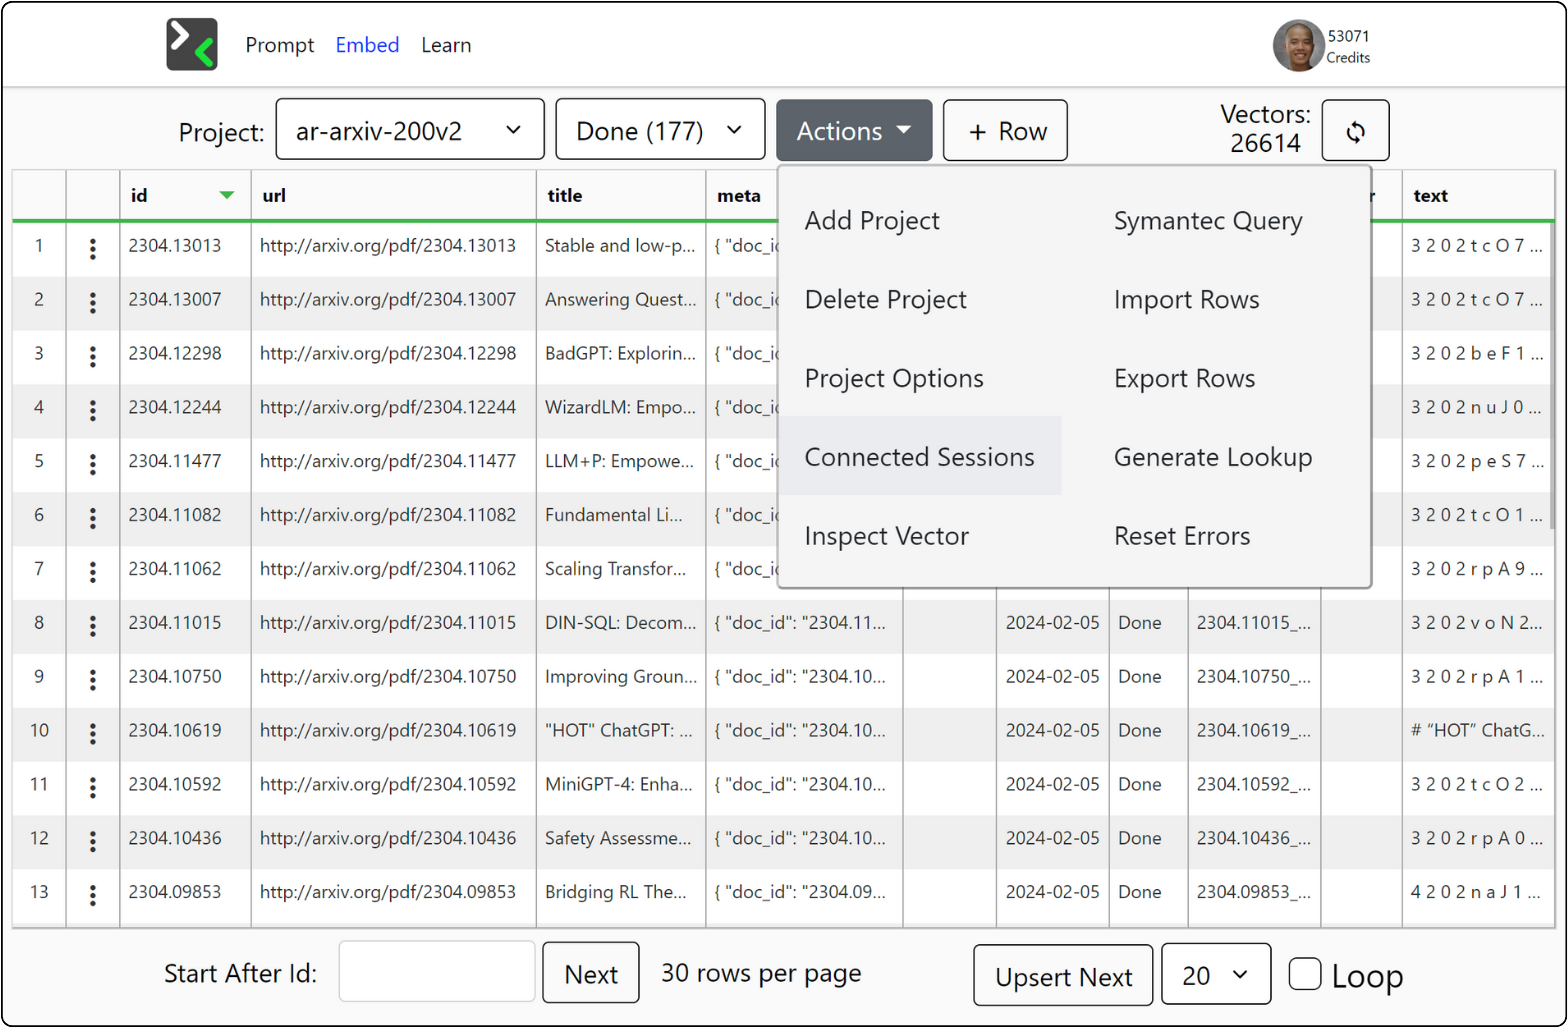 Prompt Embed Learn
53071
Credits
Project: ar-arxiv-200v2 Done (177) Actions + Row
Vectors:
26614
id url title meta text
Add Project Symantec Query
Delete Project Import Rows
Project Options Export Rows
Connected Sessions Generate Lookup
Inspect Vector Reset Errors
1 2304.13013 http://arxiv.org/pdf/2304.13013 Stable and low-p... { "doc_id 3 2 0 2 t c O 7 ...
2 2304.13007 http://arxiv.org/pdf/2304.13007 Answering Quest... { "doc_id 3 2 0 2 t c O 7 ...
3 2304.12298 http://arxiv.org/pdf/2304.12298 BadGPT: Explorin... { "doc_id 3 2 0 2 b e F 1 ...
4 2304.12244 http://arxiv.org/pdf/2304.12244 WizardLM: Empo... { "doc_id 3 2 0 2 n u J 0 ...
5 2304.11477 http://arxiv.org/pdf/2304.11477 LLM+P: Empowe... { "doc_id 3 2 0 2 p e S 7 ...
6 2304.11082 http://arxiv.org/pdf/2304.11082 Fundamental Li... { "doc_id 3 2 0 2 t c O 1 ...
7 2304.11062 http://arxiv.org/pdf/2304.11062 Scaling Transfor... { "doc_id 3 2 0 2 r p A 9 ...
8 2304.11015 http://arxiv.org/pdf/2304.11015 DIN-SQL: Decom... { "doc_id": "2304.11... 2024-02-05 Done 2304.11015_... 3 2 0 2 v o N 2...
9 2304.10750 http://arxiv.org/pdf/2304.10750 Improving Groun... { "doc_id": "2304.10... 2024-02-05 Done 2304.10750_... 3 2 0 2 r p A 1 ...
10 2304.10619 http://arxiv.org/pdf/2304.10619 "HOT" ChatGPT: ... { "doc_id": "2304.10... 2024-02-05 Done 2304.10619_... # “HOT” ChatG...
11 2304.10592 http://arxiv.org/pdf/2304.10592 MiniGPT-4: Enha... { "doc_id": "2304.10... 2024-02-05 Done 2304.10592_... 3 2 0 2 t c O 2 ...
12 2304.10436 http://arxiv.org/pdf/2304.10436 Safety Assessme... { "doc_id": "2304.10... 2024-02-05 Done 2304.10436_... 3 2 0 2 r p A 0 ...
13 2304.09853 http://arxiv.org/pdf/2304.09853 Bridging RL The... { "doc_id": "2304.09... 2024-02-05 Done 2304.09853_... 4 2 0 2 n a J 1 ...
Start After Id: Next 30 rows per page Upsert Next 20 Loop